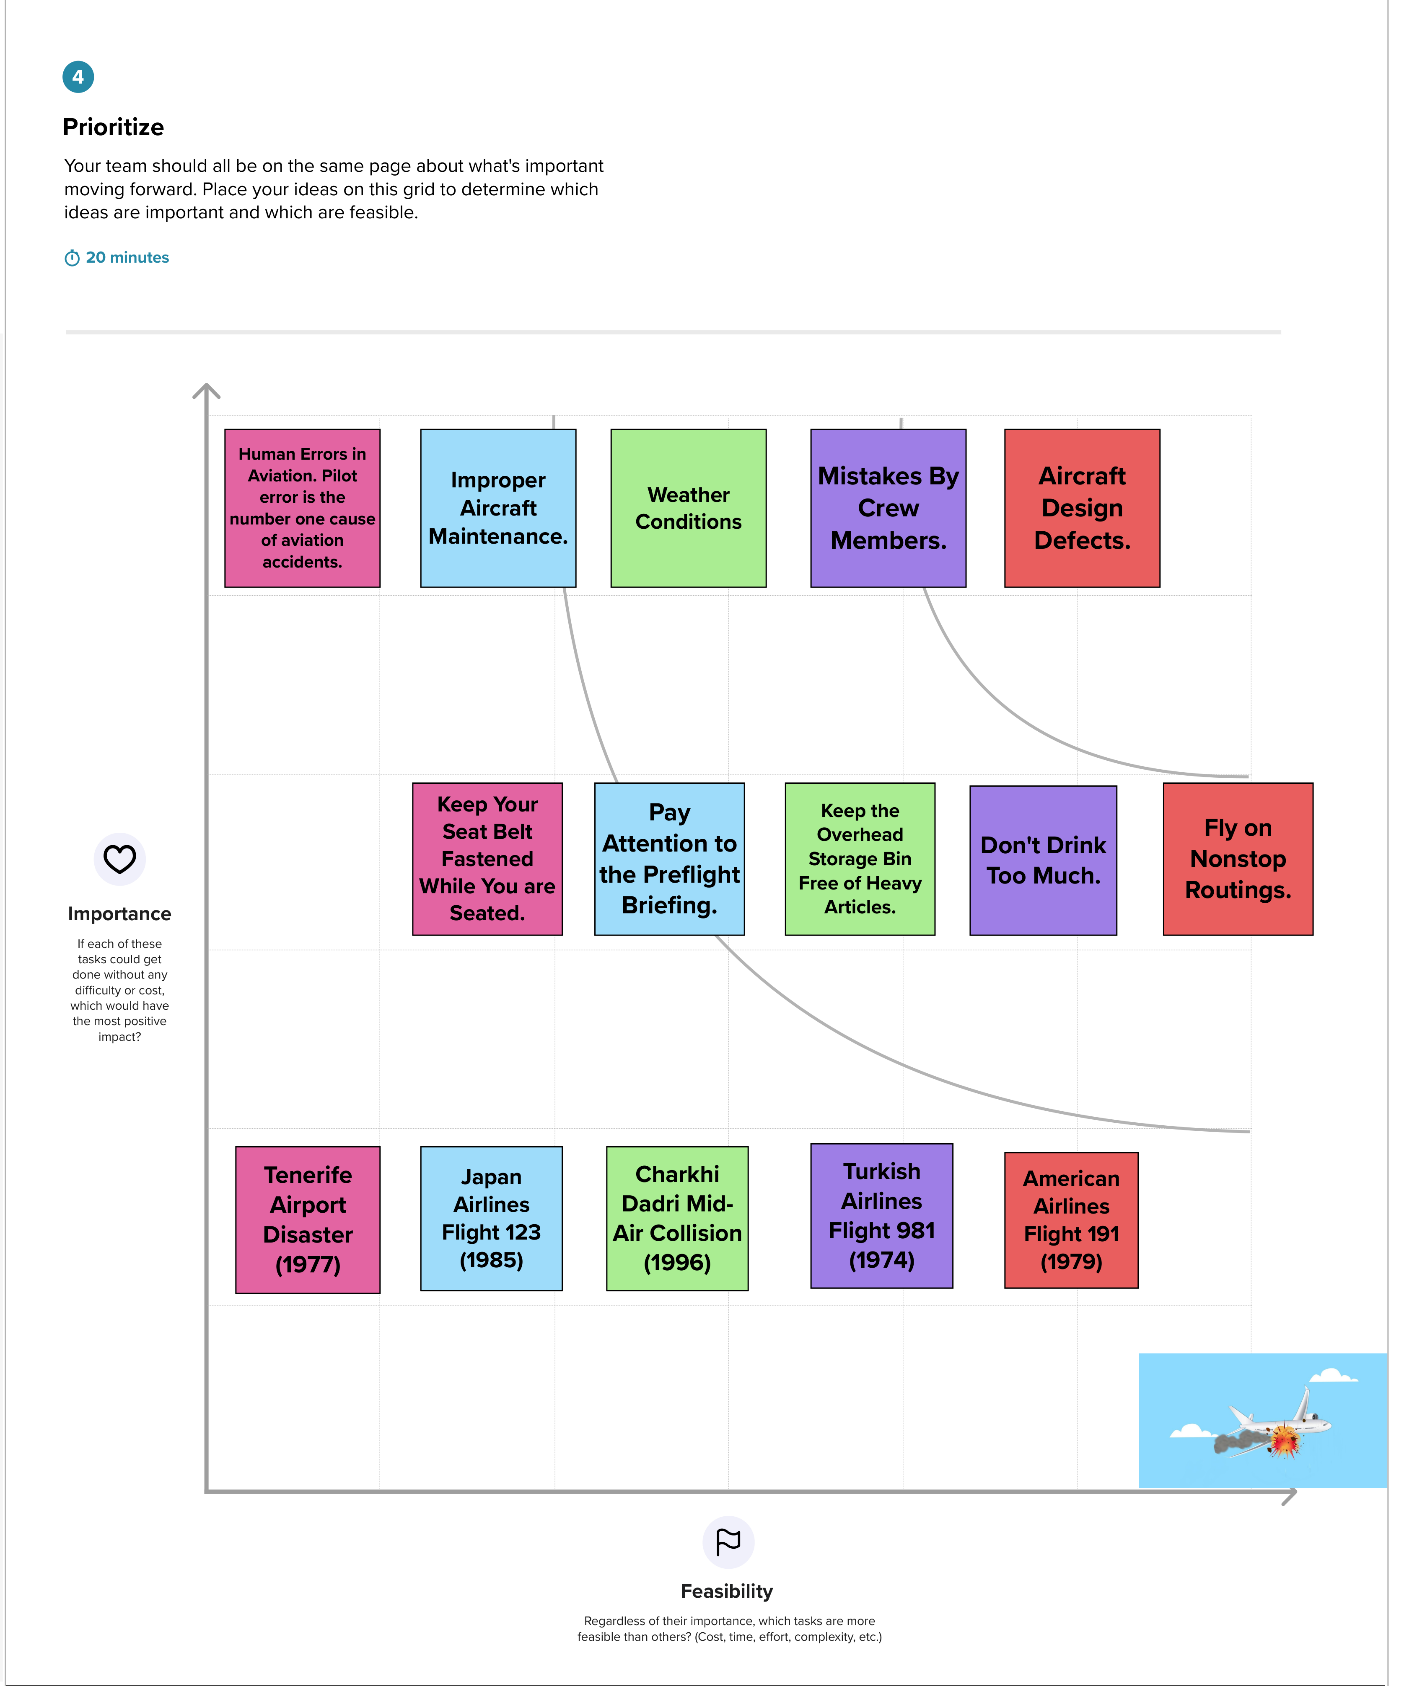 4
Prioritize
Your team should all be on the same page about what's important
moving forward. Place your ideas on this grid to determine which
ideas are important and which are feasible.
20 minutes
Human Errors in
Aviation. Pilot
error is the
number one cause
of aviation
accidents.
Improper
Aircraft
Maintenance.
Weather
Conditions
Mistakes By
Crew
Members.
Aircraft
Design
Defects.
Keep Your
Seat Belt
Fastened
While You are
Seated.
Pay
Attention to
the Preflight
Briefing.
Keep the
Overhead
Storage Bin
Free of Heavy
Articles.
Don't Drink
Too Much.
Fly on
Nonstop
Routings.
Importance
If each of these
tasks could get
done without any
difficulty or cost,
which would have
the most positive
impact?
Tenerife
Airport
Disaster
(1977)
Japan
Airlines
Flight 123
(1985)
Charkhi
Dadri Mid-
Air Collision
(1996)
Turkish
Airlines
Flight 981
(1974)
American
Airlines
Flight 191
(1979)
Feasibility
Regardless of their importance, which tasks are more
feasible than others? (Cost, time, effort, complexity, etc.)